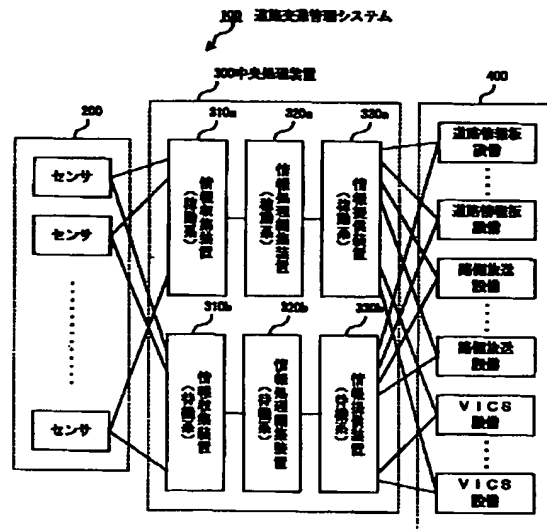 100 道路交通管理システム
300中央処理装置
400
200
310a
320a
330a
センサ
センサ
センサ
情報収集装置
(稼働系)
情報処理編集装置
(稼働系)
情報提供装置
(稼働系)
310b
320b
330b
情報収集装置
(待機系)
情報処理編集装置
(待機系)
情報提供装置
(待機系)
道路情報板
設備
道路情報板
設備
路側放送
設備
路側放送
設備
VICS
設備
VICS
設備